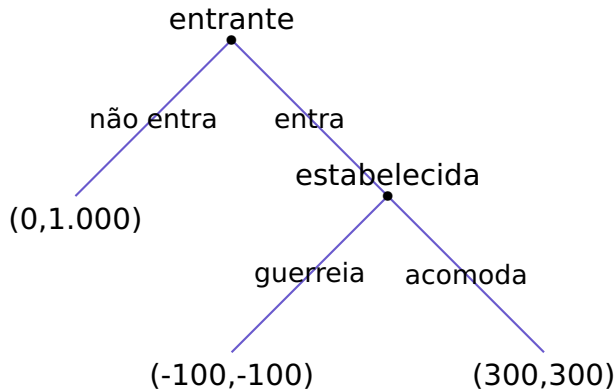 entrante
não entra
entra
estabelecida
(0,1.000)
guerreia
acomoda
(-100,-100)
(300,300)